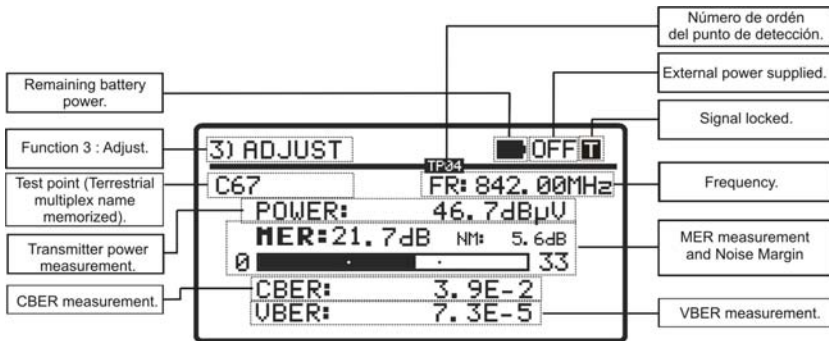 Número de ordén
del punto de detección.
Remaining battery
power.
External power supplied.
Signal locked.
Function 3 : Adjust.
3) ADJUST
OFF T
TP04
Test point (Terrestrial
multiplex name
memorized).
C67
FR: 842.00MHz
Frequency.
POWER: 46.7dBµV
MER:21.7dB NM: 5.6dB
0 33
Transmitter power
measurement.
MER measurement
and Noise Margin
CBER measurement.
CBER: 3.9E-2
VBER: 7.3E-5
VBER measurement.